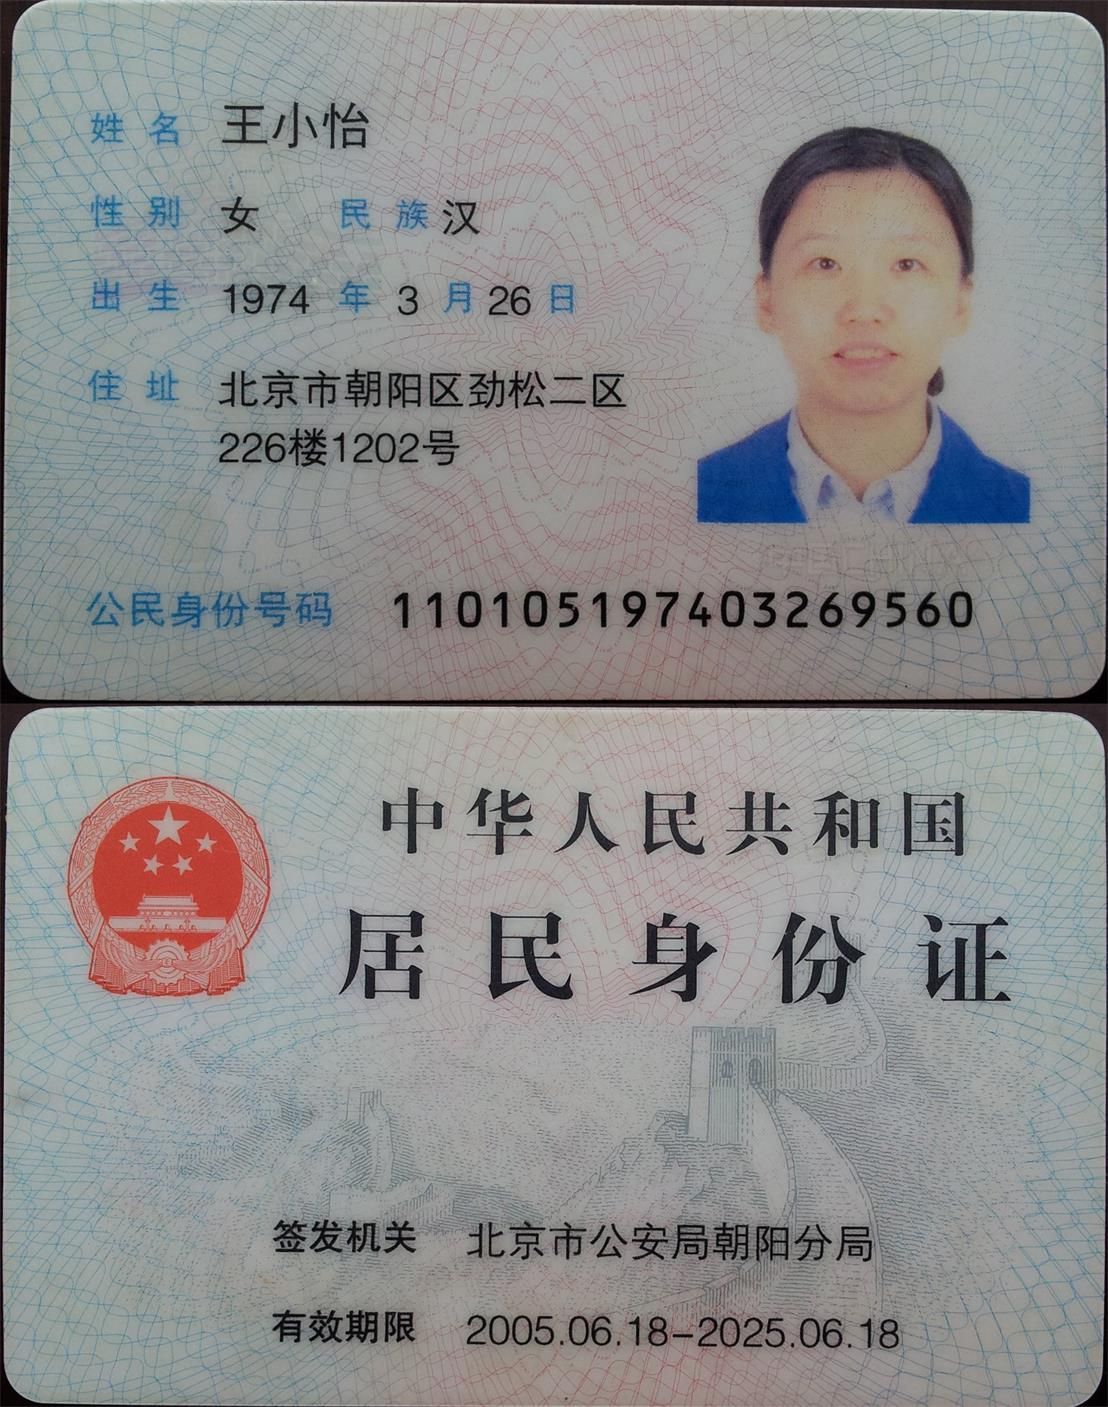 姓名 王小怡
性别 女 民族 汉
出生 1974 年 3 月 26 日
住址 北京市朝阳区劲松二区
226楼1202号
公民身份号码 110105197403269560
中华人民共和国
居民身份证
签发机关 北京市公安局朝阳分局
有效期限 2005.06.18-2025.06.18